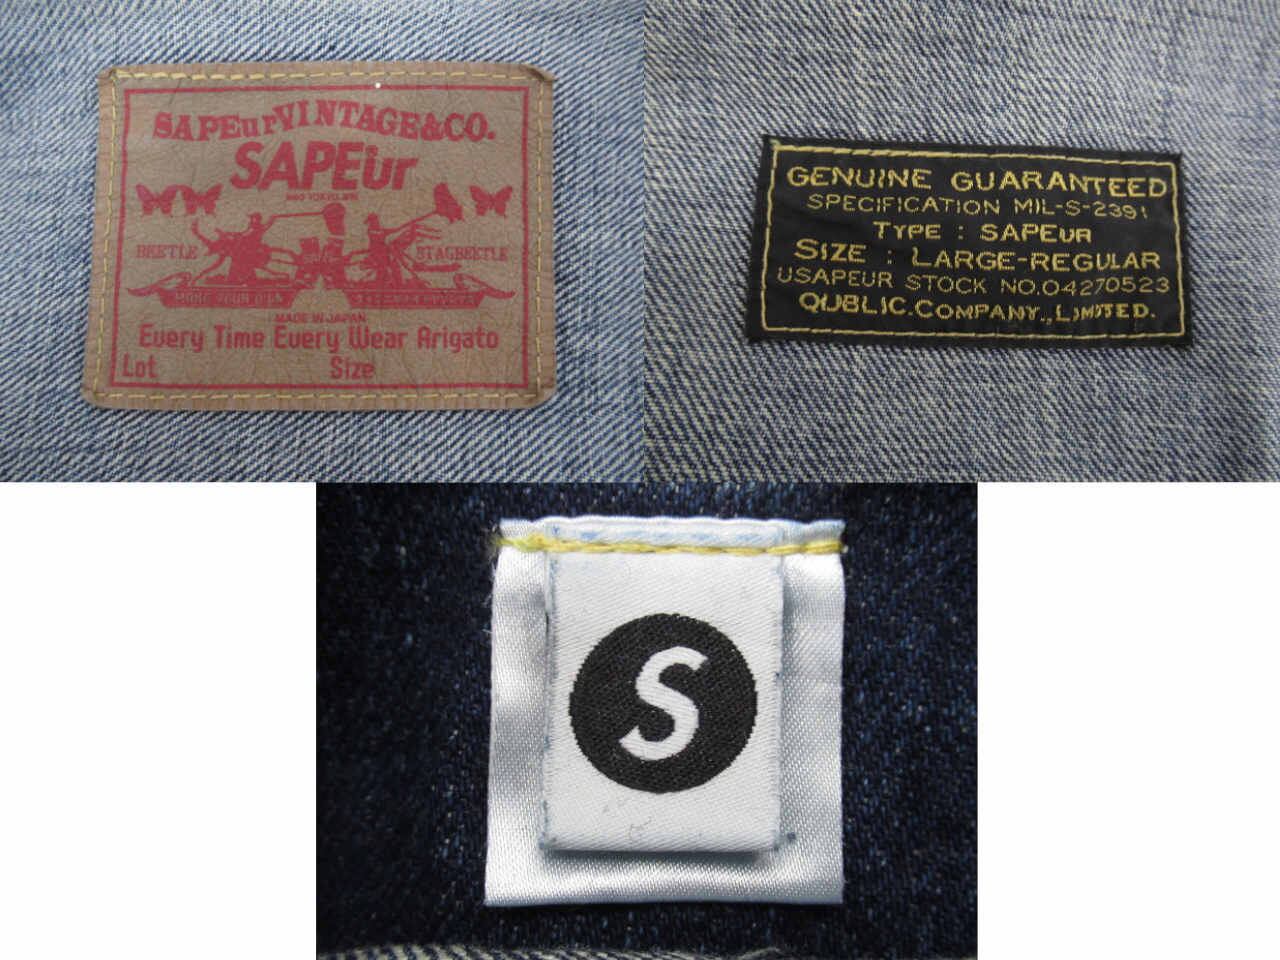 SAPEurVINTAGE&CO.
SAPEur
BEETLE
STAGBEETLE
MADE IN JAPAN
Every Time Every Wear Arigato
Lot
Size
GENUINE GUARANTEED
SPECIFICATION MIL-S-2391
TYPE : SAPEUR
SIZE : LARGE-REGULAR
USAPEUR STOCK NO.04270523
QUBLIC.COMPANY.,LIMITED.
S